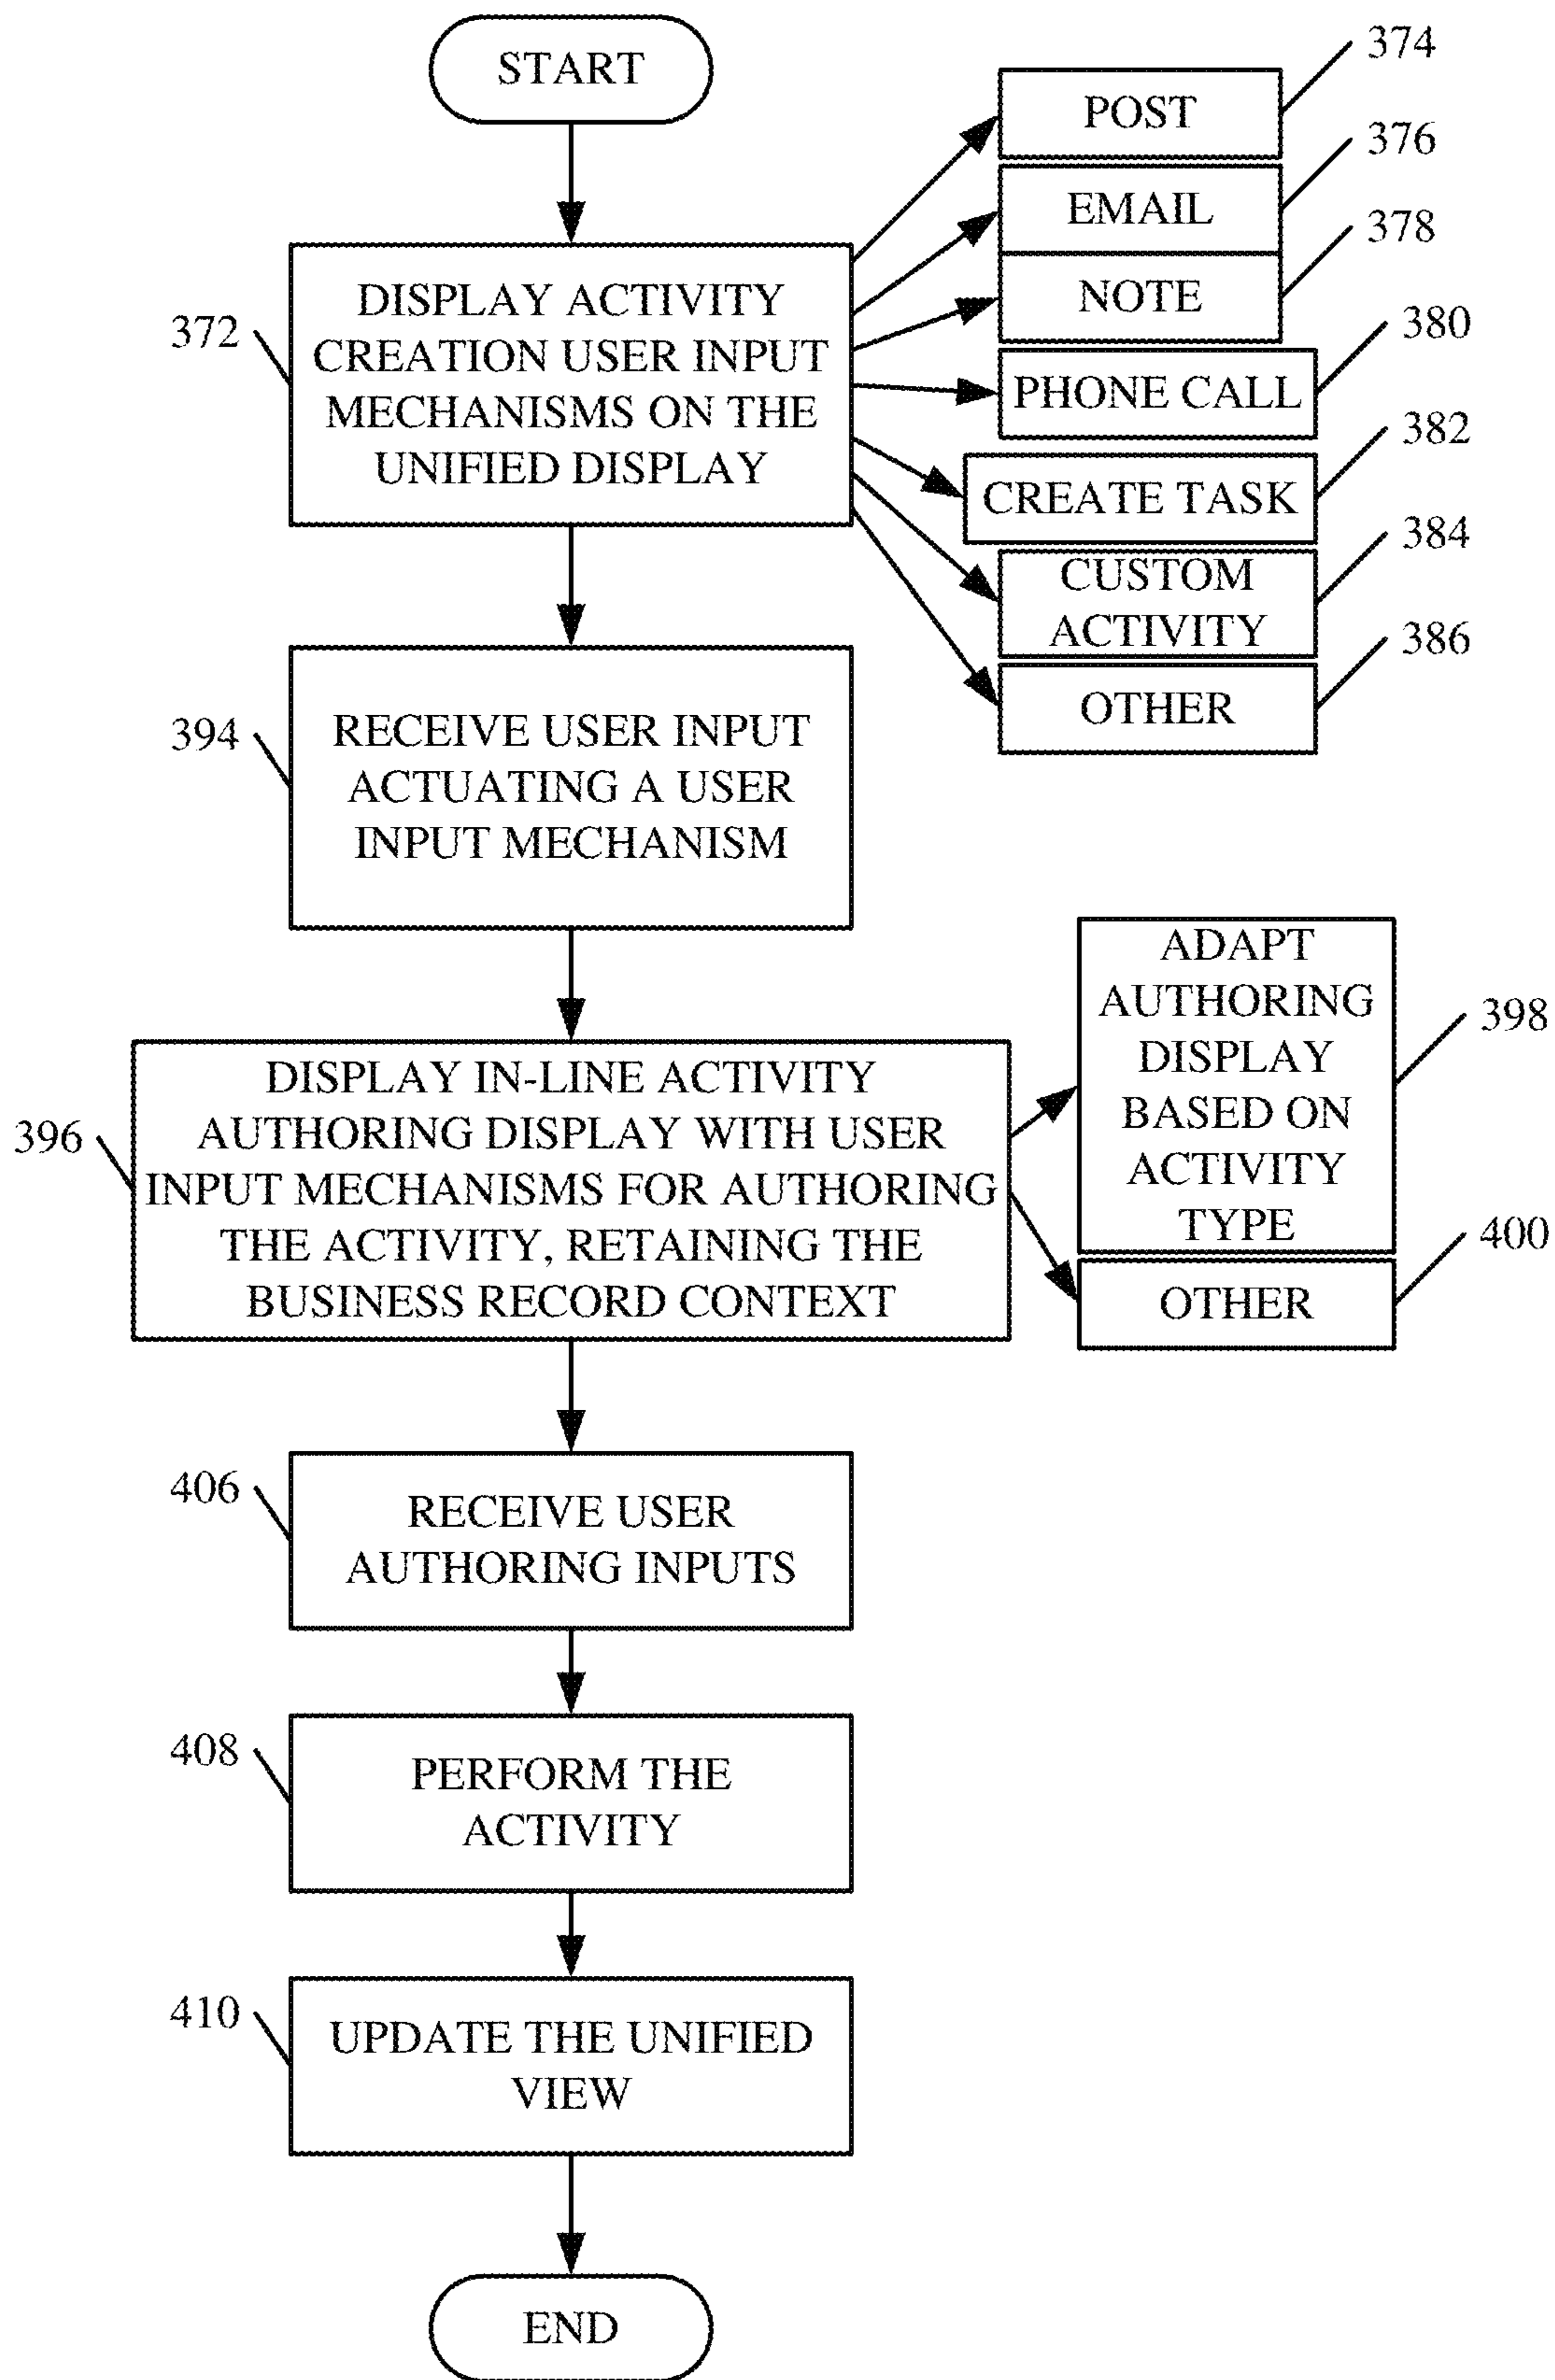 START
374
POST
376
EMAIL
378
NOTE
372
DISPLAY ACTIVITY
CREATION USER INPUT
MECHANISMS ON THE
UNIFIED DISPLAY
380
PHONE CALL
382
CREATE TASK
384
CUSTOM
ACTIVITY
386
OTHER
394
RECEIVE USER INPUT
ACTUATING A USER
INPUT MECHANISM
396
DISPLAY IN-LINE ACTIVITY
AUTHORING DISPLAY WITH USER
INPUT MECHANISMS FOR AUTHORING
THE ACTIVITY, RETAINING THE
BUSINESS RECORD CONTEXT
398
ADAPT
AUTHORING
DISPLAY
BASED ON
ACTIVITY
TYPE
400
OTHER
406
RECEIVE USER
AUTHORING INPUTS
408
PERFORM THE
ACTIVITY
410
UPDATE THE UNIFIED
VIEW
END